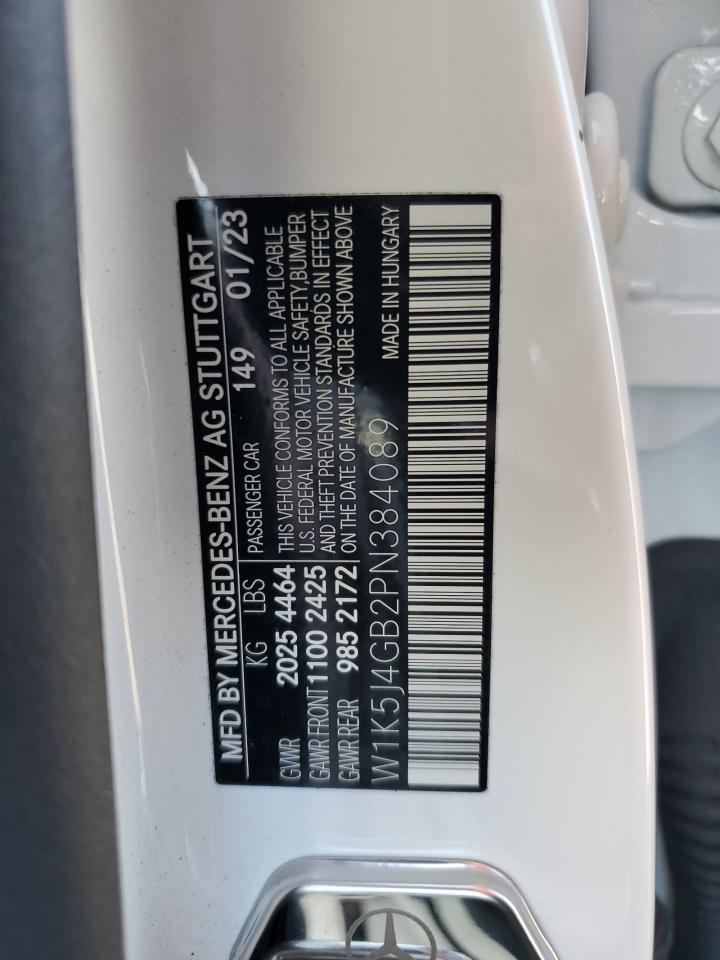 MFD BY MERCEDES-BENZ AG STUTTGART
KG LBS PASSENGER CAR 149 01/23
GVWR 2025 4464 THIS VEHICLE CONFORMS TO ALL APPLICABLE
U.S. FEDERAL MOTOR VEHICLE SAFETY,BUMPER
GAWR FRONT 1100 2425 AND THEFT PREVENTION STANDARDS IN EFFECT
GAWR REAR 985 2172 ON THE DATE OF MANUFACTURE SHOWN ABOVE
W1K5J4GB2PN384089 MADE IN HUNGARY